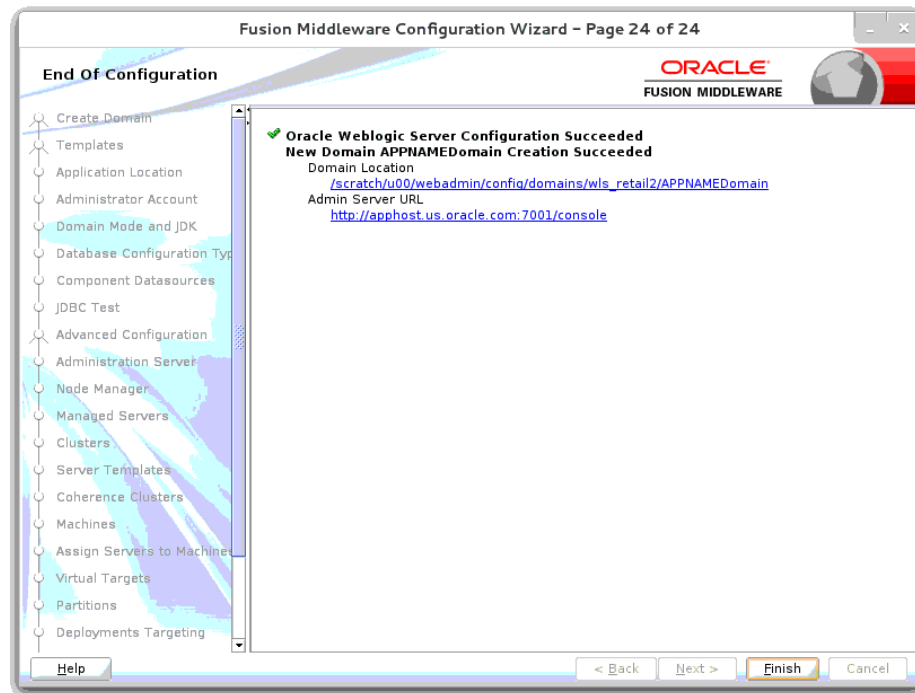 Fusion Middleware Configuration Wizard – Page 24 of 24
End Of Configuration
ORACLE
FUSION MIDDLEWARE
Create Domain
Templates
Application Location
Administrator Account
Domain Mode and JDK
Database Configuration Typ
Component Datasources
JDBC Test
Advanced Configuration
Administration Server
Node Manager
Managed Servers
Clusters
Server Templates
Coherence Clusters
Machines
Assign Servers to Machines
Virtual Targets
Partitions
Deployments Targeting
Oracle Weblogic Server Configuration Succeeded
New Domain APPNAMEDomain Creation Succeeded
Domain Location
/scratch/u00/webadmin/config/domains/wls_retail2/APPNAMEDomain
Admin Server URL
http://apphost.us.oracle.com:7001/console
Help
< Back
Next >
Finish
Cancel